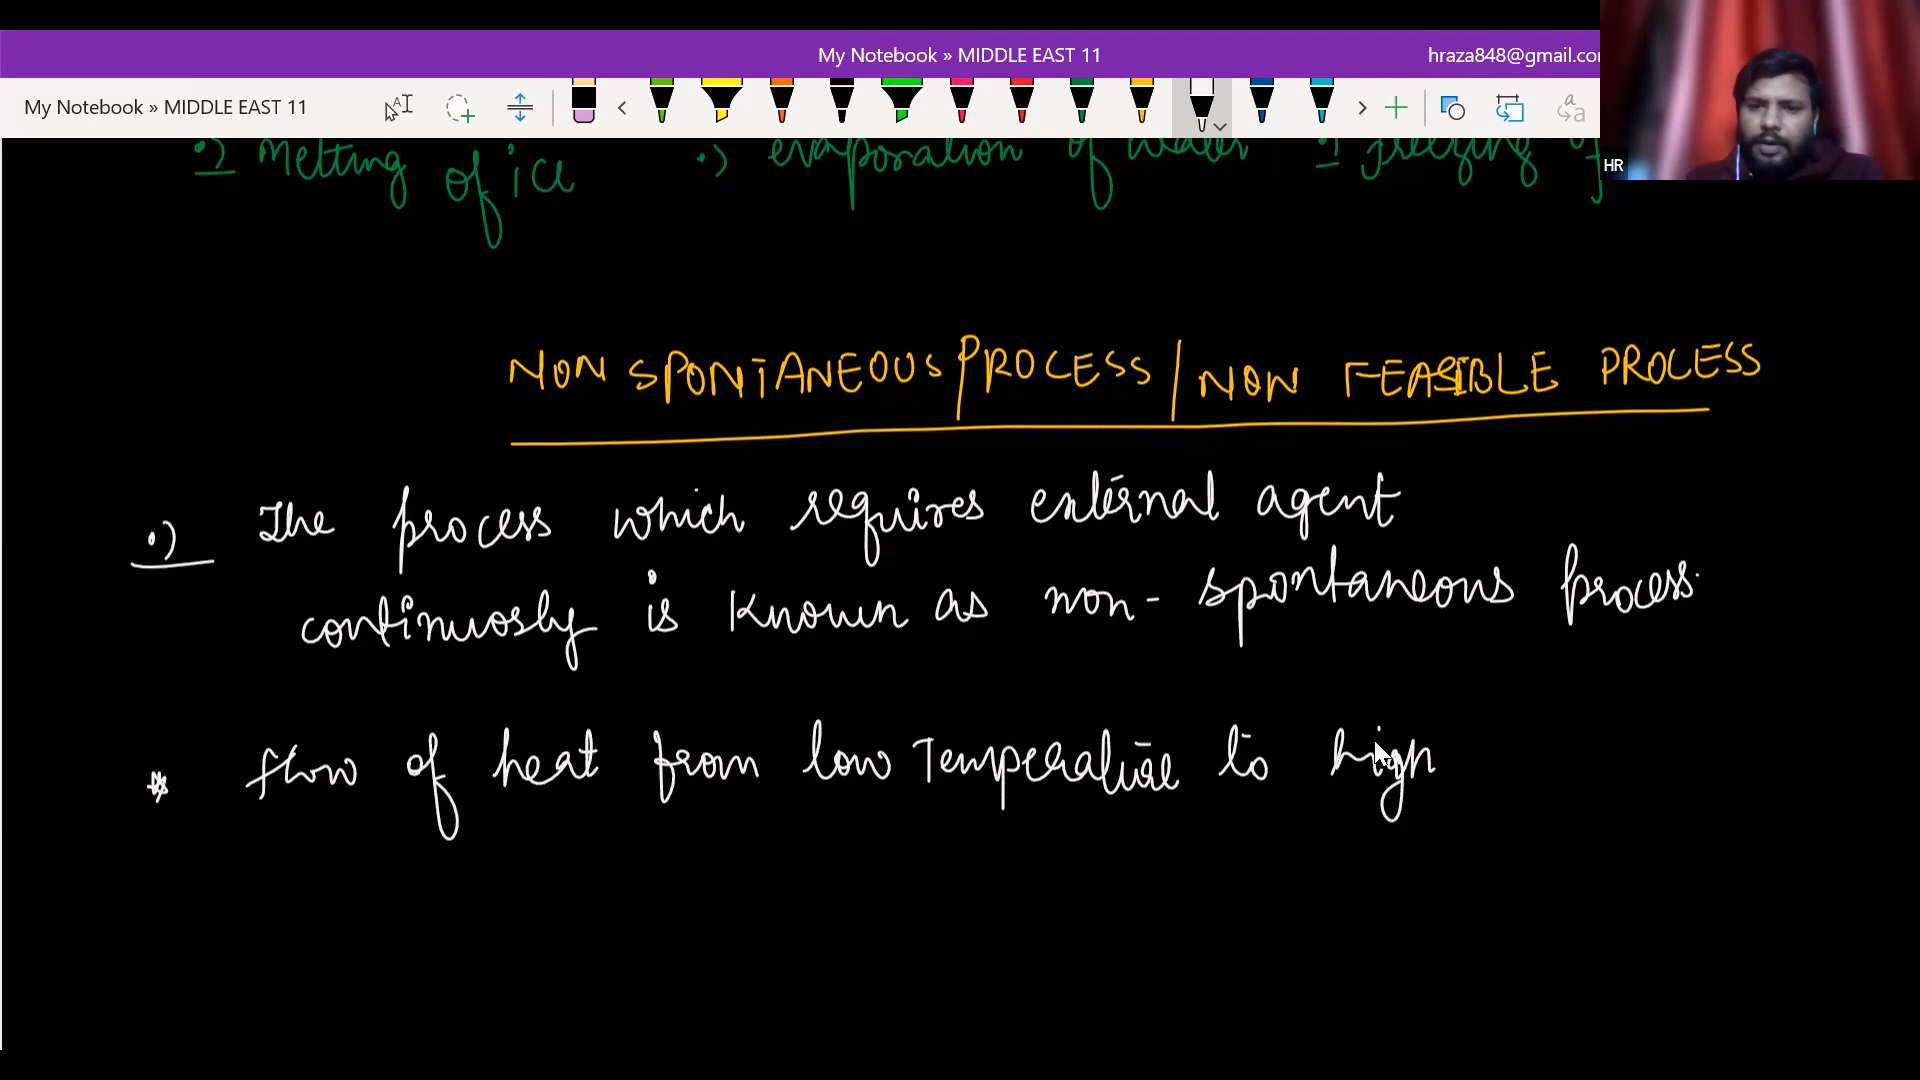 My Notebook » MIDDLE EAST 11
hraza848@gmail.co
My Notebook » MIDDLE EAST 11
HR
•) Melting of ice •) evaporation of water •) freezing of
NON SPONTANEOUS PROCESS / NON FEASIBLE PROCESS
•) The process which requires external agent
continuosly is known as non-spontaneous process.
* flow of heat from low Temperature to high